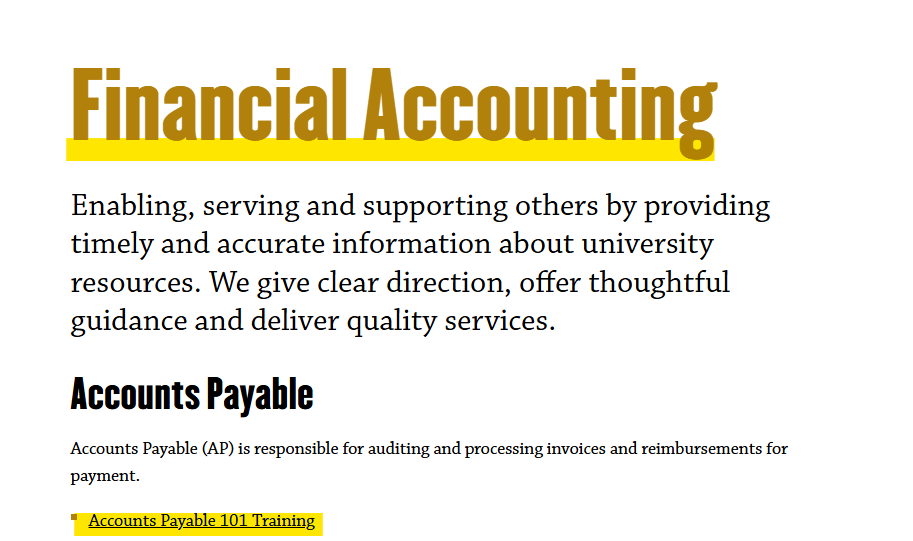 Financial Accounting
Enabling, serving and supporting others by providing
timely and accurate information about university
resources. We give clear direction, offer thoughtful
guidance and deliver quality services.
Accounts Payable
Accounts Payable (AP) is responsible for auditing and processing invoices and reimbursements for
payment.
Accounts Payable 101 Training